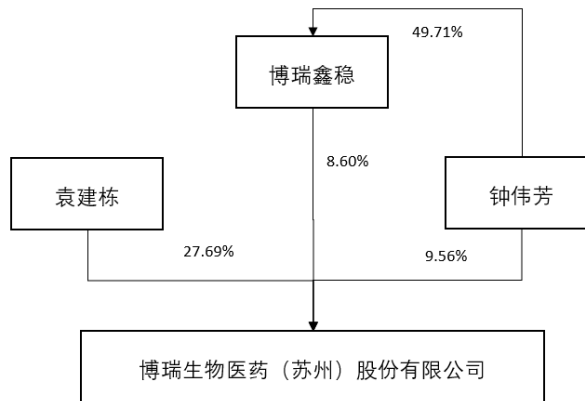 49.71%
博瑞鑫稳
8.60%
袁建栋
钟伟芳
27.69%
9.56%
博瑞生物医药（苏州）股份有限公司